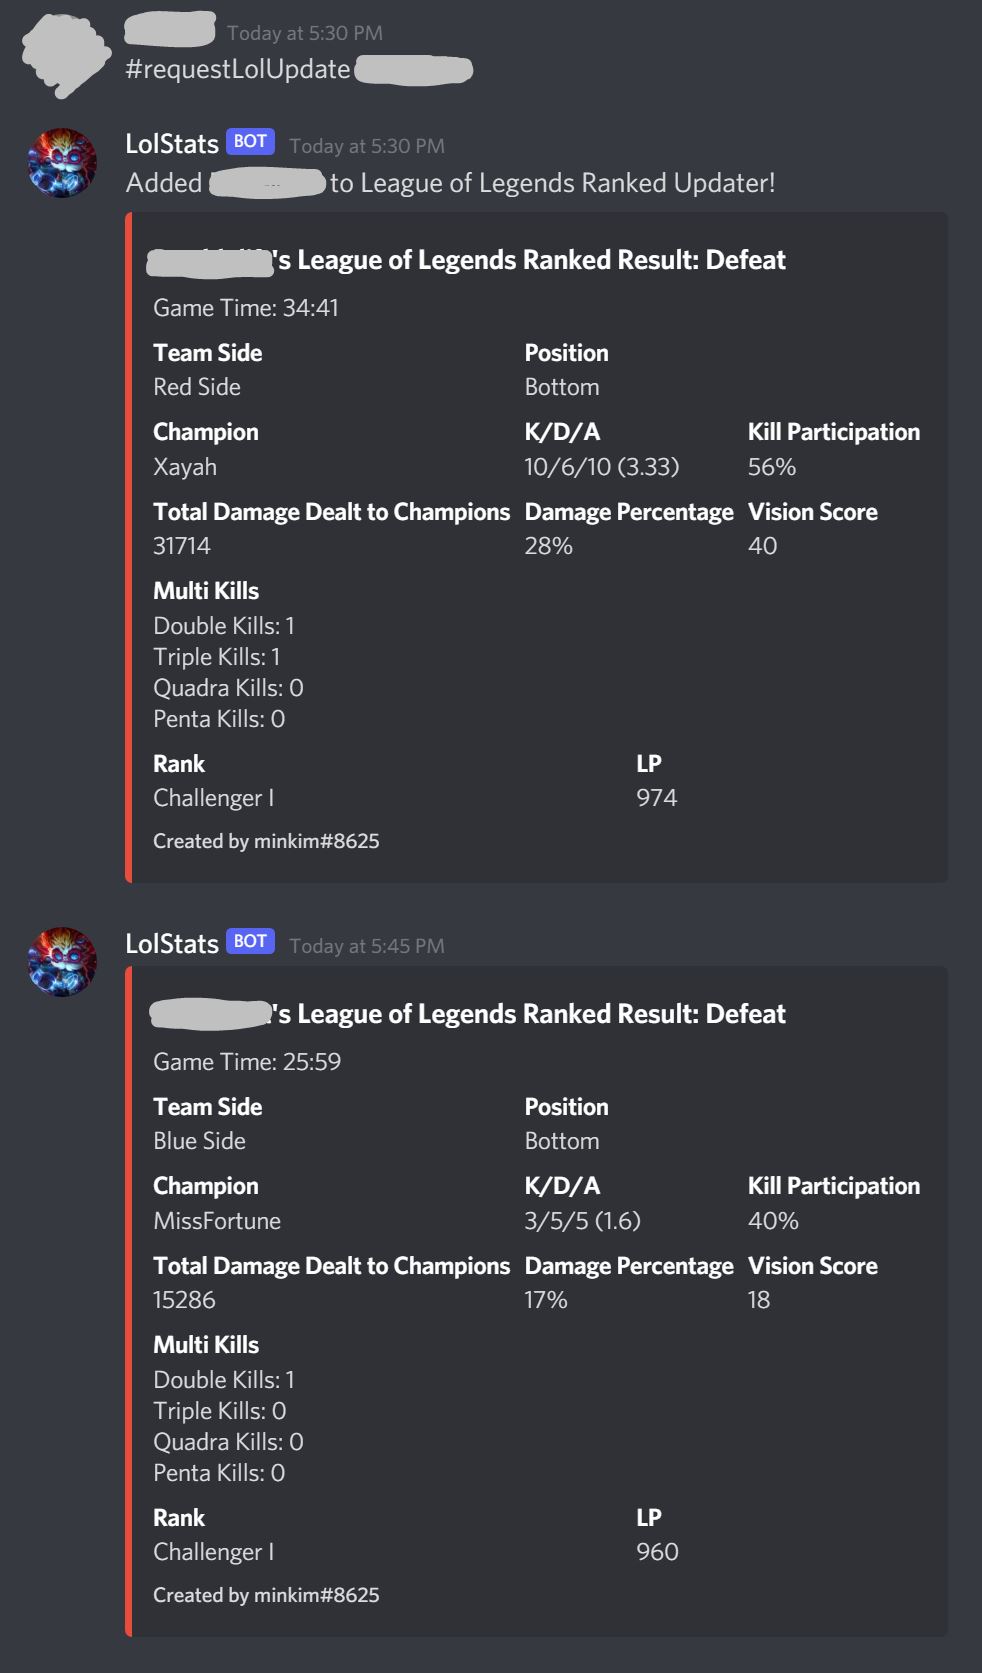 Today at 5:30 PM
#requestLolUpdate
LolStats BOT Today at 5:30 PM
Added to League of Legends Ranked Updater!
's League of Legends Ranked Result: Defeat
Game Time: 34:41
Team Side Position
Red Side Bottom
Champion K/D/A Kill Participation
Xayah 10/6/10 (3.33) 56%
Total Damage Dealt to Champions Damage Percentage Vision Score
31714 28% 40
Multi Kills
Double Kills: 1
Triple Kills: 1
Quadra Kills: 0
Penta Kills: 0
Rank LP
Challenger I 974
Created by minkim#8625
LolStats BOT Today at 5:45 PM
's League of Legends Ranked Result: Defeat
Game Time: 25:59
Team Side Position
Blue Side Bottom
Champion K/D/A Kill Participation
MissFortune 3/5/5 (1.6) 40%
Total Damage Dealt to Champions Damage Percentage Vision Score
15286 17% 18
Multi Kills
Double Kills: 1
Triple Kills: 0
Quadra Kills: 0
Penta Kills: 0
Rank LP
Challenger I 960
Created by minkim#8625